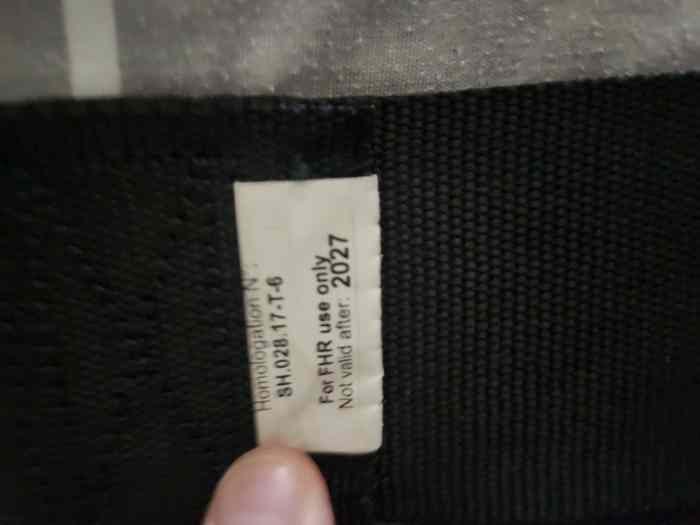 Homologation N°:
SH.028.17-T-6
For FHR use only
Not valid after: 2027